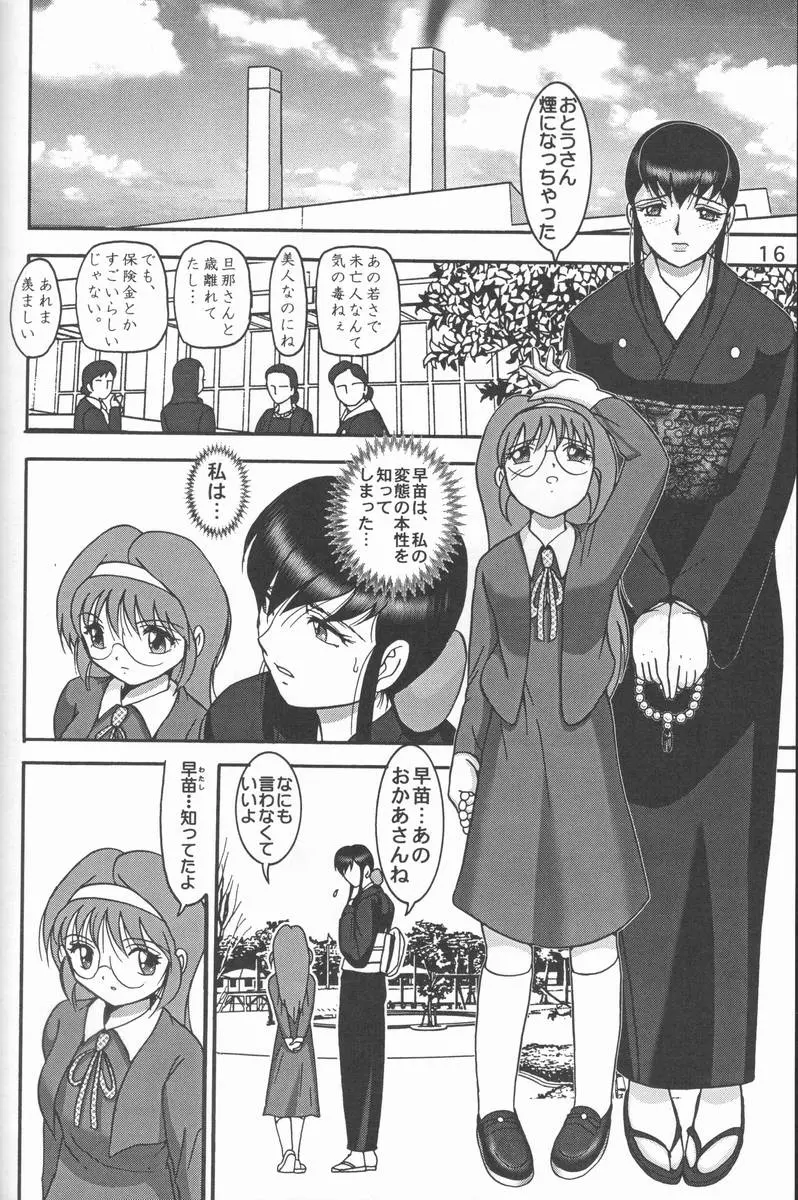 おとうさん
煙になっちゃった
16
あの若さで
未亡人なんて
気の毒ねぇ
美人なのにね
旦那さんと
歳離れて
たし…
でも、
保険金とか
すごいらしい
じゃない。
あれま
羨ましい
早苗は、私の
変態の本性を
知って
しまった…
私は…
早苗…あの
おかあさんね
なにも
言わなくて
いいよ
早苗…知ってたよ
わたし